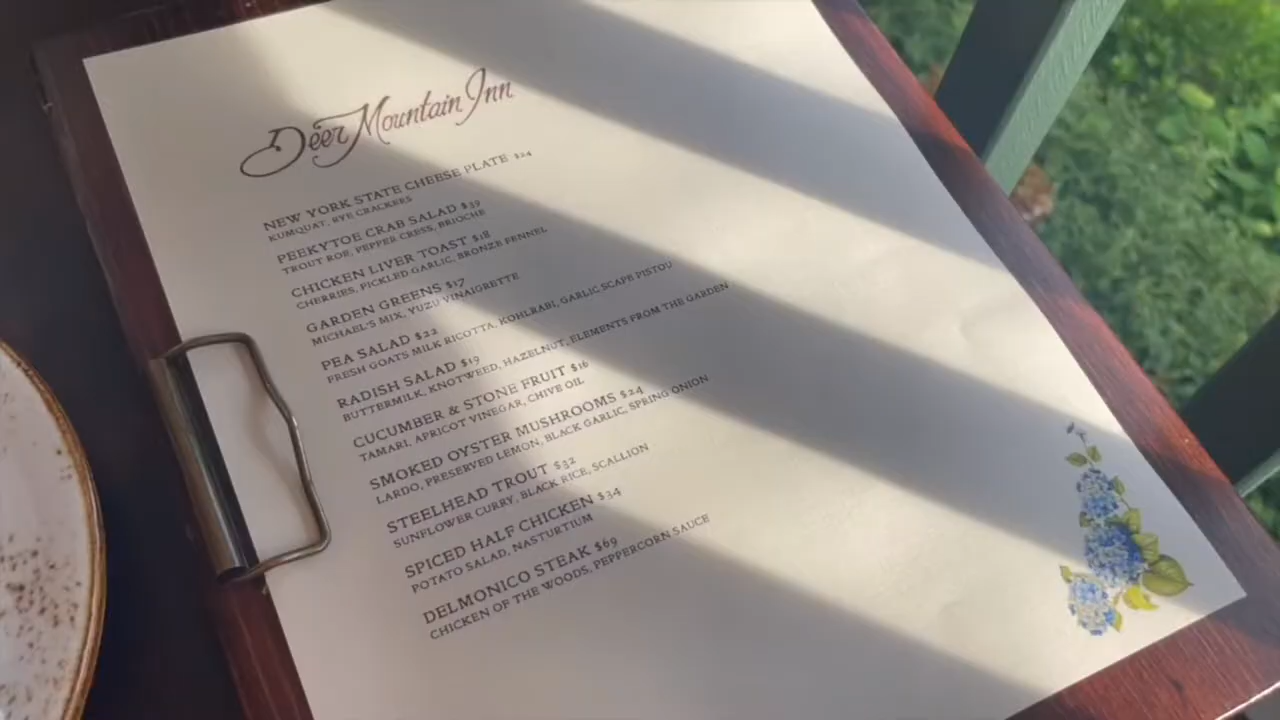 Deer Mountain Inn
NEW YORK STATE CHEESE PLATE $24
KUMQUAT, RYE CRACKERS
PEEKYTOE CRAB SALAD $39
TROUT ROE, PEPPER CRESS, BRIOCHE
CHICKEN LIVER TOAST $18
CHERRIES, PICKLED GARLIC, BRONZE FENNEL
GARDEN GREENS $17
MICHAEL'S MIX, YUZU VINAIGRETTE
PEA SALAD $22
FRESH GOATS MILK RICOTTA, KOHLRABI, GARLIC SCAPE PISTOU
RADISH SALAD $19
BUTTERMILK, KNOTWEED, HAZELNUT, ELEMENTS FROM THE GARDEN
CUCUMBER & STONE FRUIT $16
TAMARI, APRICOT VINEGAR, CHIVE OIL
SMOKED OYSTER MUSHROOMS $24
LARDO, PRESERVED LEMON, BLACK GARLIC, SPRING ONION
STEELHEAD TROUT $32
SUNFLOWER CURRY, BLACK RICE, SCALLION
SPICED HALF CHICKEN $34
POTATO SALAD, NASTURTIUM
DELMONICO STEAK $69
CHICKEN OF THE WOODS, PEPPERCORN SAUCE